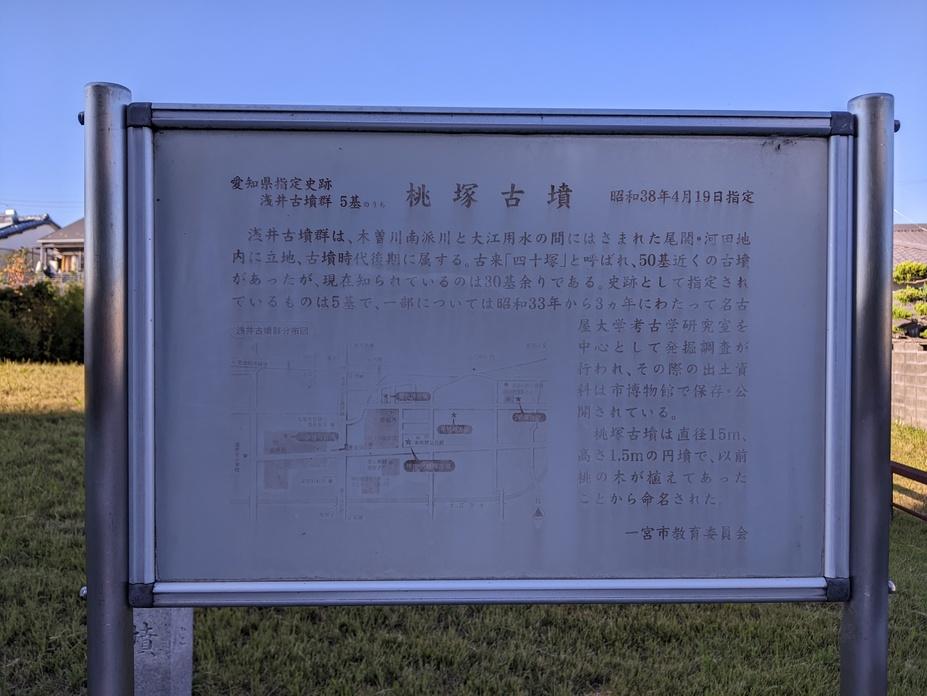 愛知県指定史跡
浅井古墳群 5基のうち
桃塚古墳
昭和38年4月19日指定
浅井古墳群は、木曽川南派川と大江用水の間にはさまれた尾関・河田地
内に立地、古墳時代後期に属する。古来「四十塚」と呼ばれ、50基近くの古墳
があったが、現在知られているのは30基余りである。史跡として指定され
ているものは5基で、一部については昭和33年から3ヵ年にわたって名古
屋大学考古学研究室を
中心として発掘調査が
行われ、その際の出土資
料は市博物館で保存・公
開されている。
桃塚古墳は直径15m、
高さ1.5mの円墳で、以前
桃の木が植えてあった
ことから命名された。
一宮市教育委員会
浅井古墳群分布図
墳